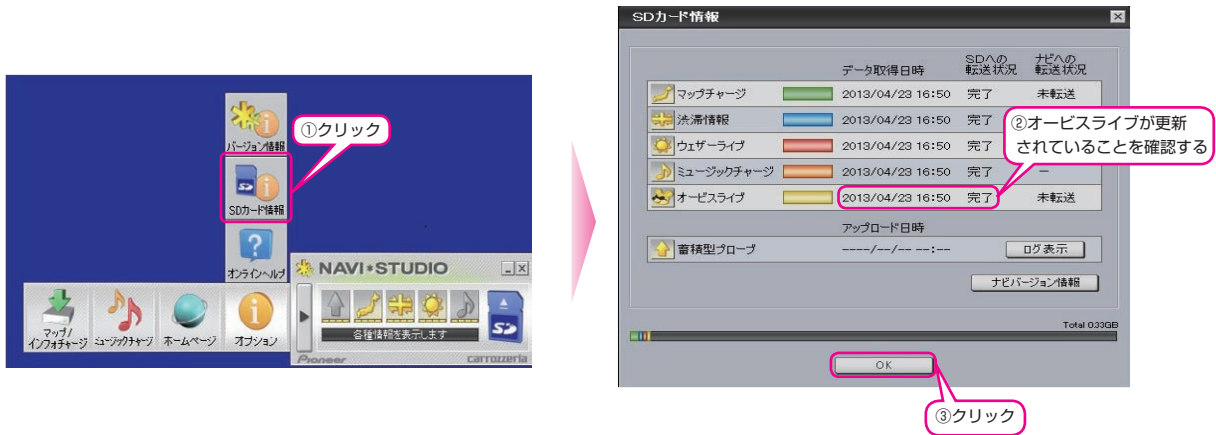 バージョン情報
①クリック
SDカード情報
オンラインヘルプ
マップ/
インフォチャージ
ミュージックチャージ
ホームページ
オプション
NAVI*STUDIO
各種情報を表示します
Pioneer
carrozzeria
SDカード情報
データ取得日時
SDへの
転送状況
ナビへの
転送状況
マップチャージ 2013/04/23 16:50 完了 未転送
渋滞情報 2013/04/23 16:50 完了
ウェザーライブ 2013/04/23 16:50 完了
ミュージックチャージ 2013/04/23 16:50 完了 ー
オービスライブ 2013/04/23 16:50 完了 未転送
②オービスライブが更新
されていることを確認する
アップロード日時
蓄積型プローブ ----/--/-- --:-- ログ表示
ナビバージョン情報
Total 0.33GB
OK
③クリック